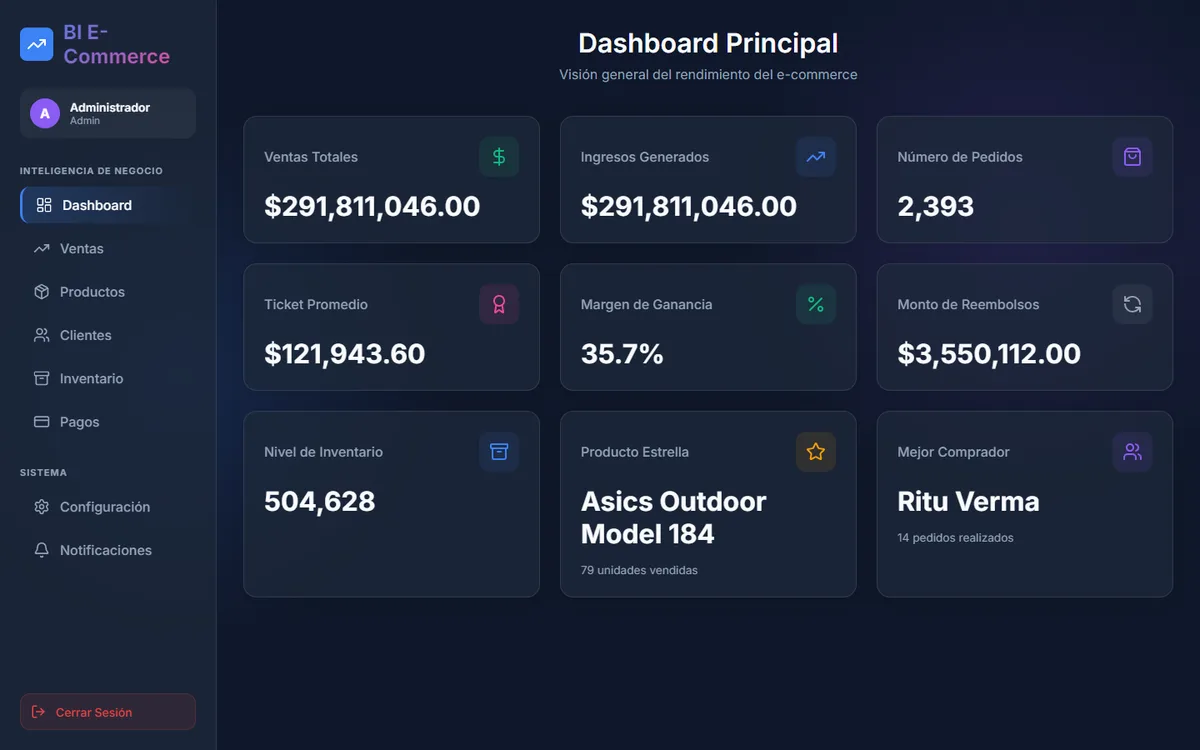 BI E-
Commerce
A
Administrador
Admin
INTELIGENCIA DE NEGOCIO
Dashboard
Ventas
Productos
Clientes
Inventario
Pagos
SISTEMA
Configuración
Notificaciones
Cerrar Sesión
Dashboard Principal
Visión general del rendimiento del e-commerce
Ventas Totales
$291,811,046.00
Ingresos Generados
$291,811,046.00
Número de Pedidos
2,393
Ticket Promedio
$121,943.60
Margen de Ganancia
35.7%
Monto de Reembolsos
$3,550,112.00
Nivel de Inventario
504,628
Producto Estrella
Asics Outdoor
Model 184
79 unidades vendidas
Mejor Comprador
Ritu Verma
14 pedidos realizados